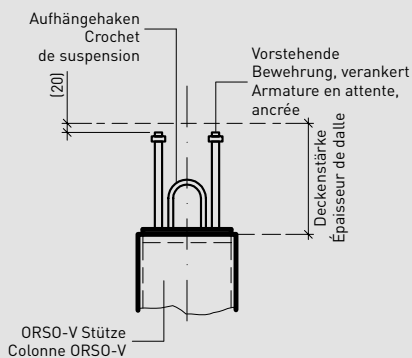 Aufhängehaken
Crochet
de suspension
(20)
Vorstehende
Bewehrung, verankert
Armature en attente,
ancrée
Deckenstärke
Épaisseur de dalle
ORSO-V Stütze
Colonne ORSO-V